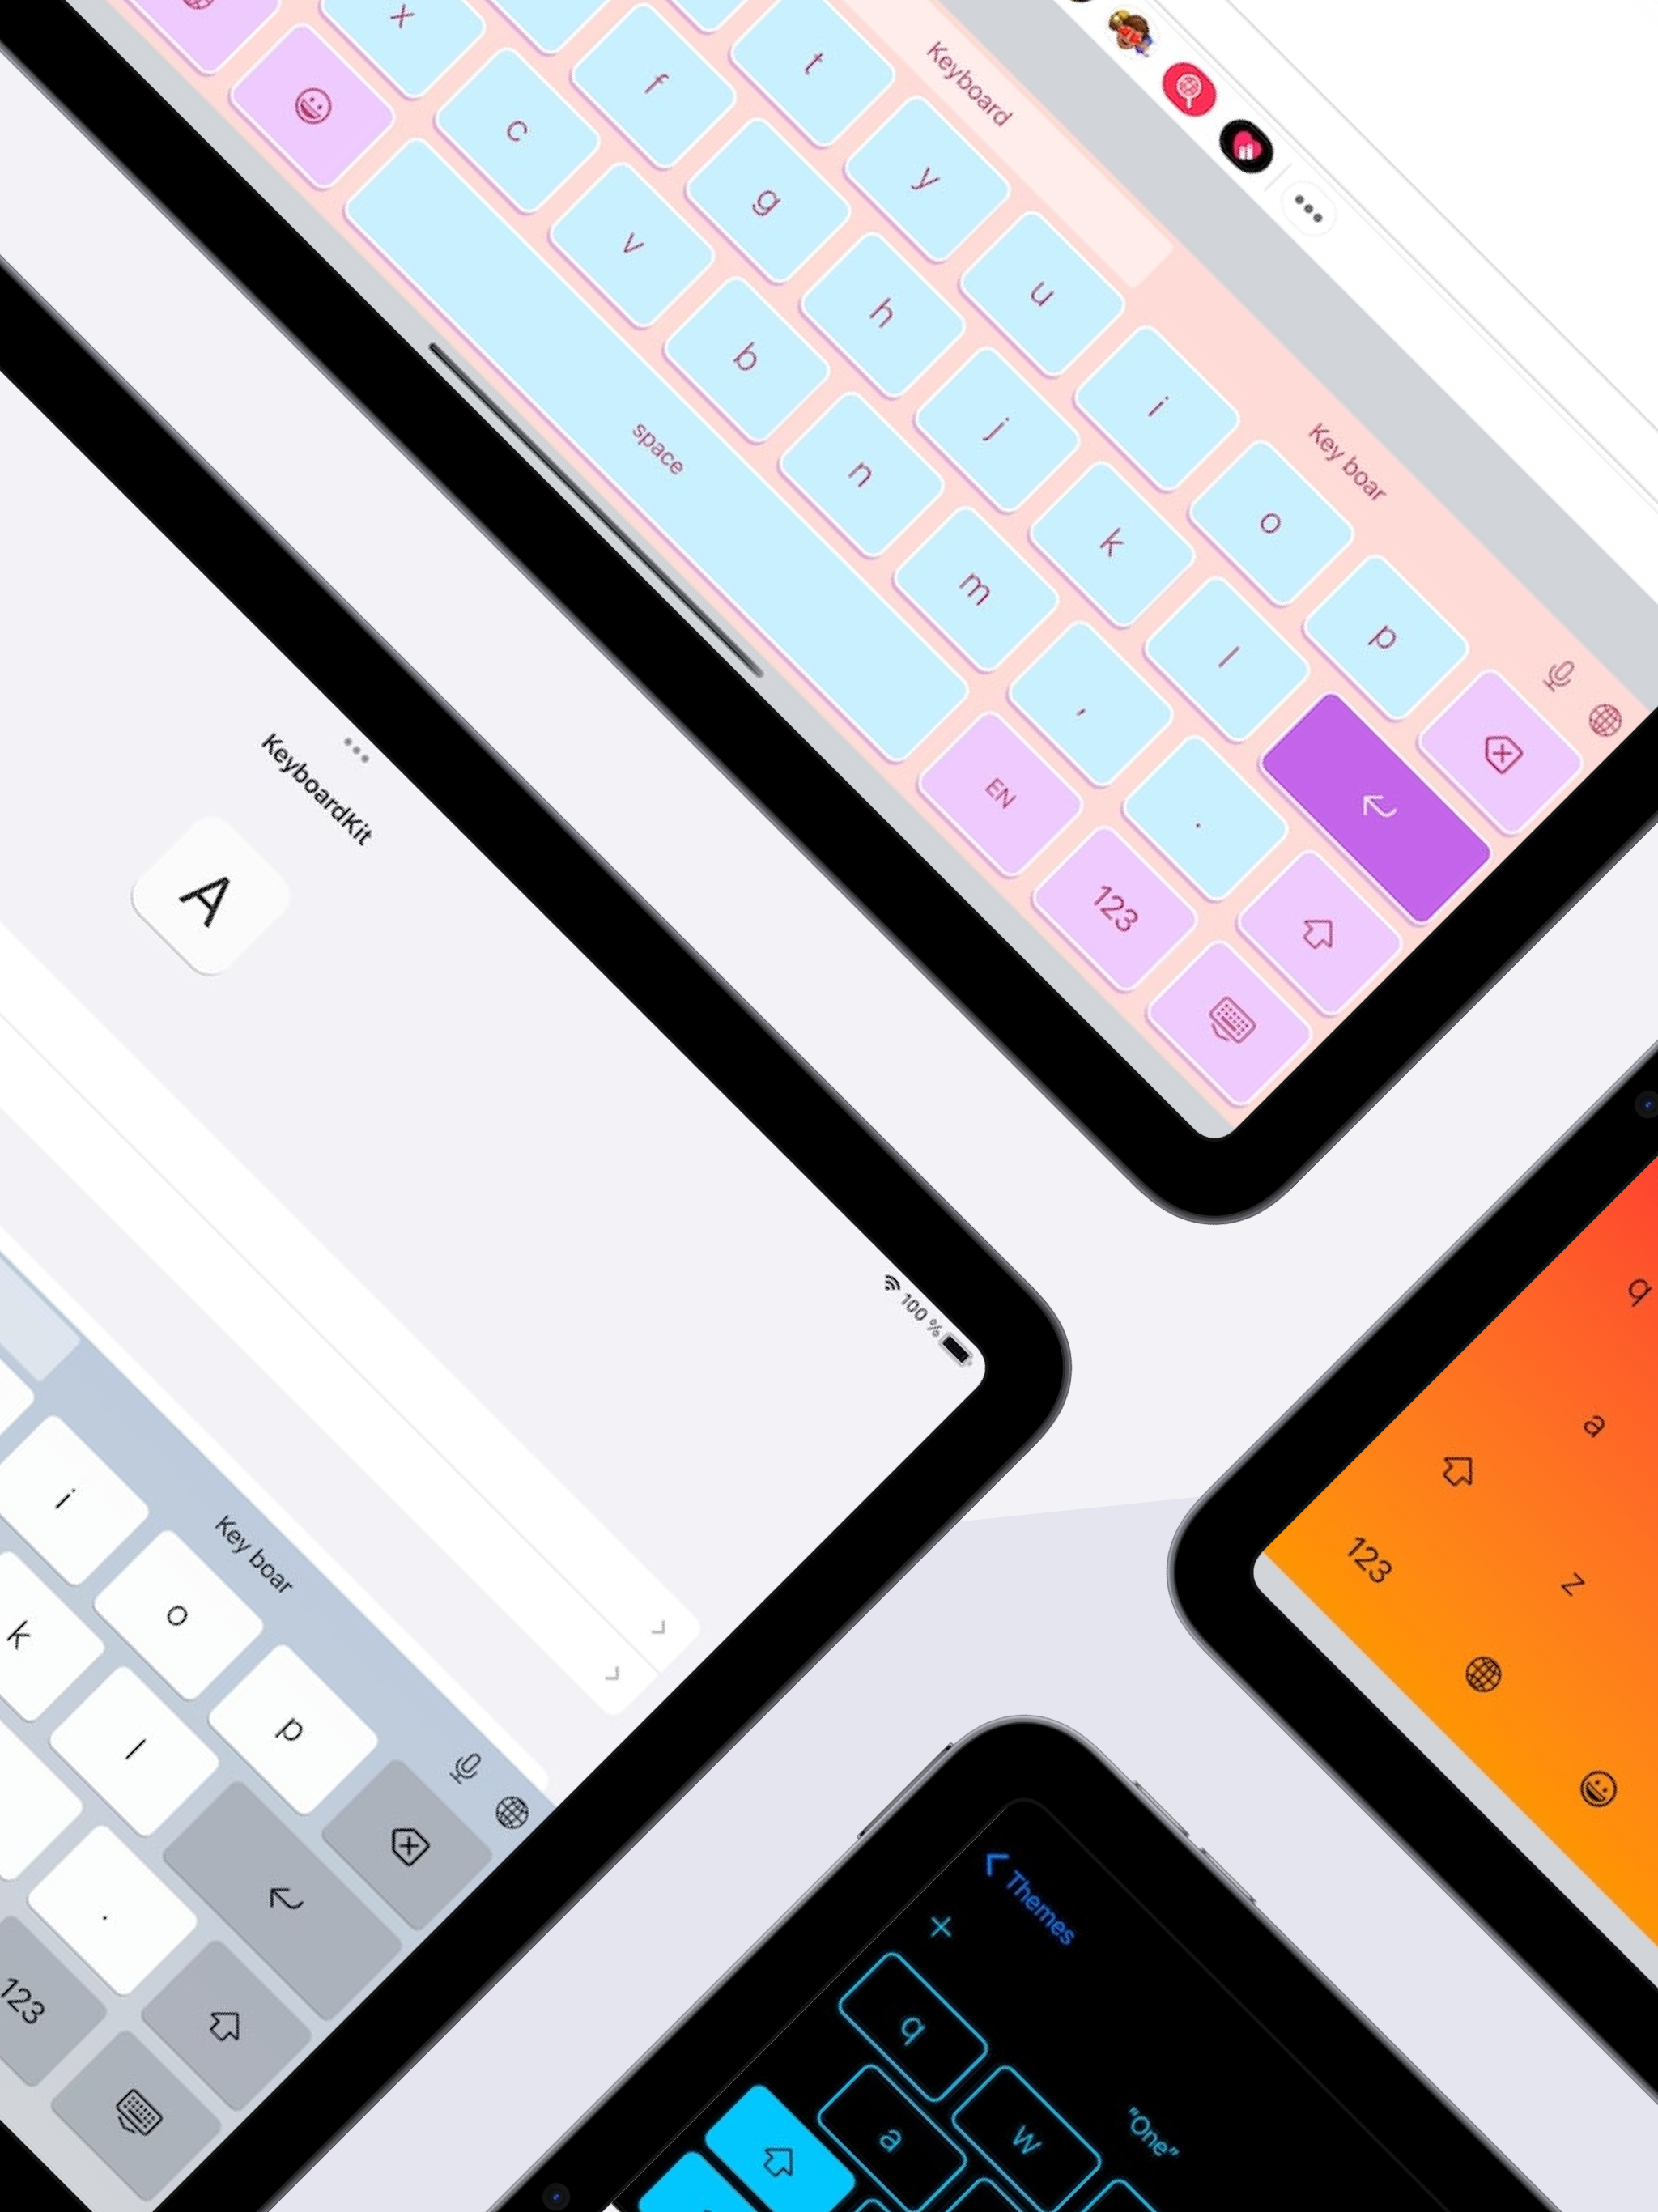 Keyboard
Key boar
t y u i o p
f g h j k l
x c v b n m , .
space
EN
123
KeyboardKit
A
100 %
Key boar
i o p
k l
.
123
q
a
z
123
Themes
"One"
q w
a